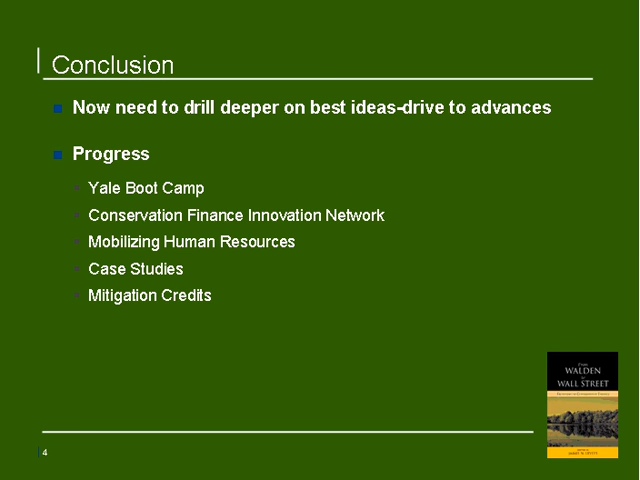 Conclusion
Now need to drill deeper on best ideas-drive to advances
Progress
Yale Boot Camp
Conservation Finance Innovation Network
Mobilizing Human Resources
Case Studies
Mitigation Credits
From
WALDEN
to
WALL STREET
4